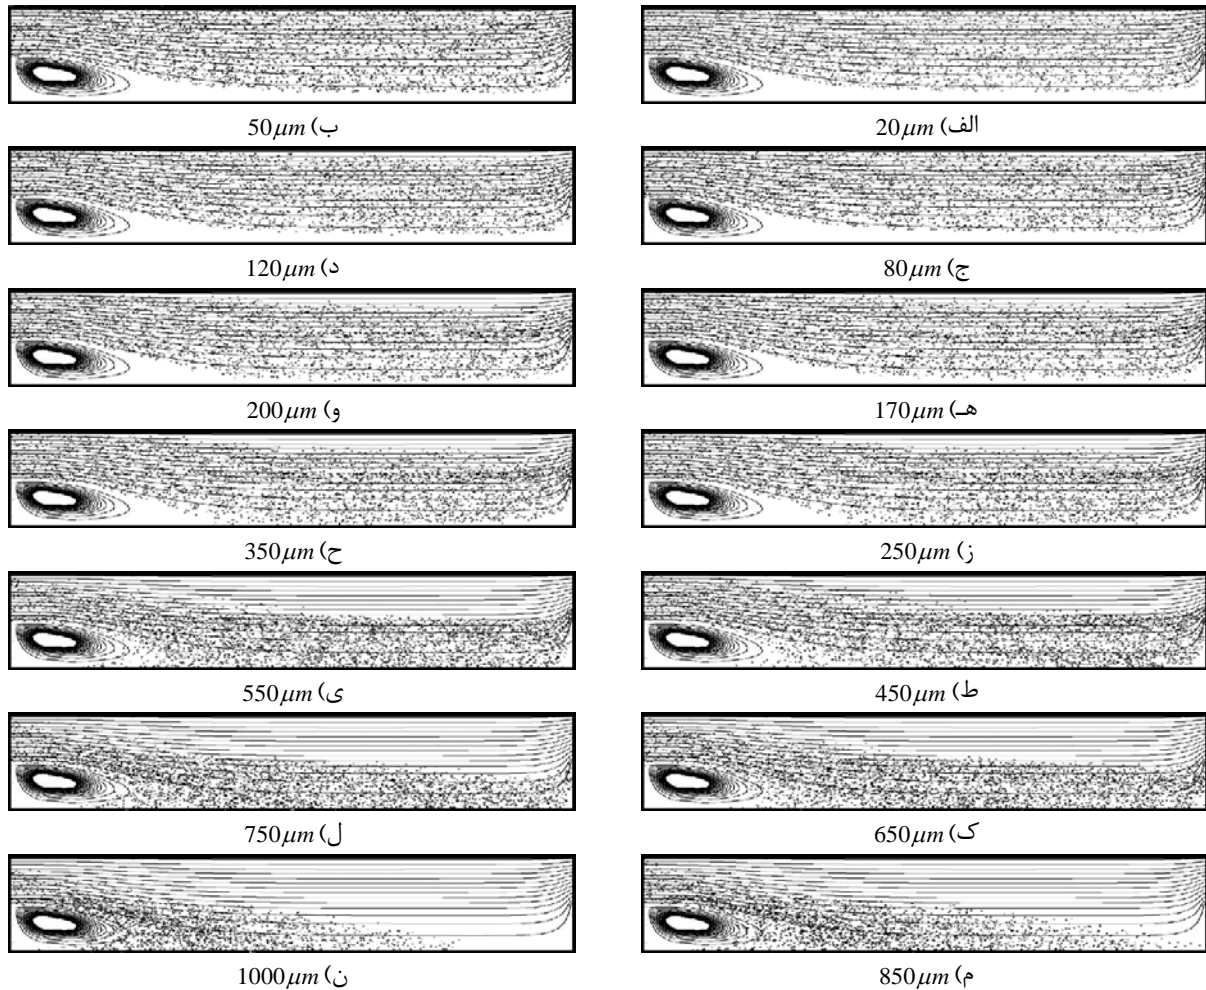 الف) 20μm
ب) 50μm
ج) 80μm
د) 120μm
هـ) 170μm
و) 200μm
ز) 250μm
ح) 350μm
ط) 450μm
ی) 550μm
ک) 650μm
ل) 750μm
م) 850μm
ن) 1000μm